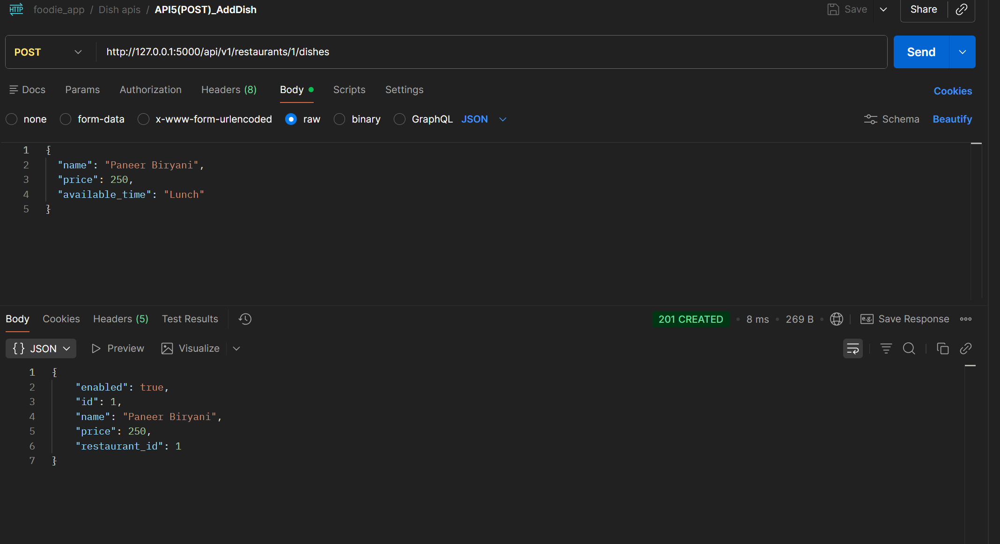 HTTP foodie_app / Dish apis / API5(POST)_AddDish Save Share
POST http://127.0.0.1:5000/api/v1/restaurants/1/dishes Send
Docs Params Authorization Headers (8) Body Scripts Settings Cookies
none form-data x-www-form-urlencoded raw binary GraphQL JSON Schema Beautify
1 {
2 "name": "Paneer Biryani",
3 "price": 250,
4 "available_time": "Lunch"
5 }
Body Cookies Headers (5) Test Results 201 CREATED • 8 ms • 269 B • e.g. Save Response
{} JSON Preview Visualize
1 {
2 "enabled": true,
3 "id": 1,
4 "name": "Paneer Biryani",
5 "price": 250,
6 "restaurant_id": 1
7 }